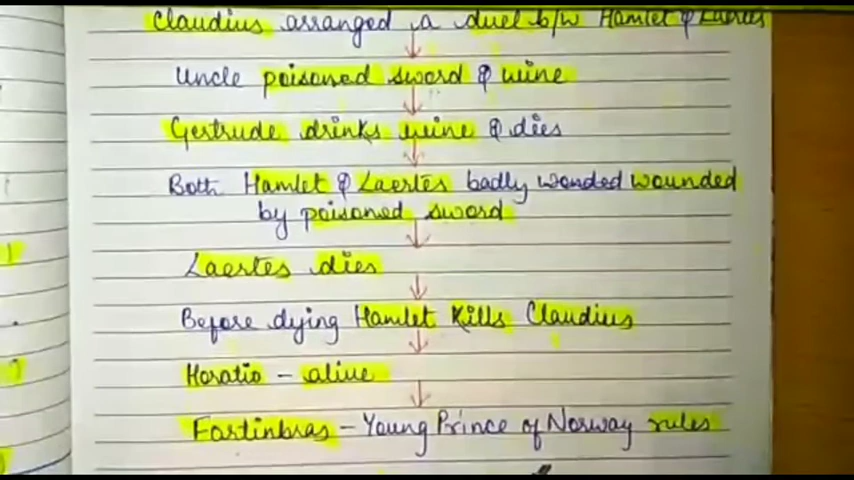 Claudius arranged a duel b/w Hamlet & Laertes
Uncle poisoned sword & wine
Gertrude drinks wine & dies
Both Hamlet & Laertes badly wonded wounded
by poisoned sword
Laertes dies
Before dying Hamlet Kills Claudius
Horatio - alive
Fortinbras - Young Prince of Norway rules